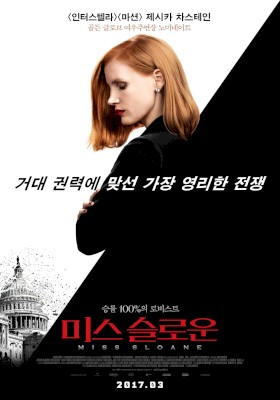 <인터스텔라> <마션> 제시카 차스테인
골든 글로브 여우주연상 노미네이트
거대 권력에 맞선 가장 영리한 전쟁
승률 100%의 로비스트
미스 슬로운
MISS SLOANE
2017.03